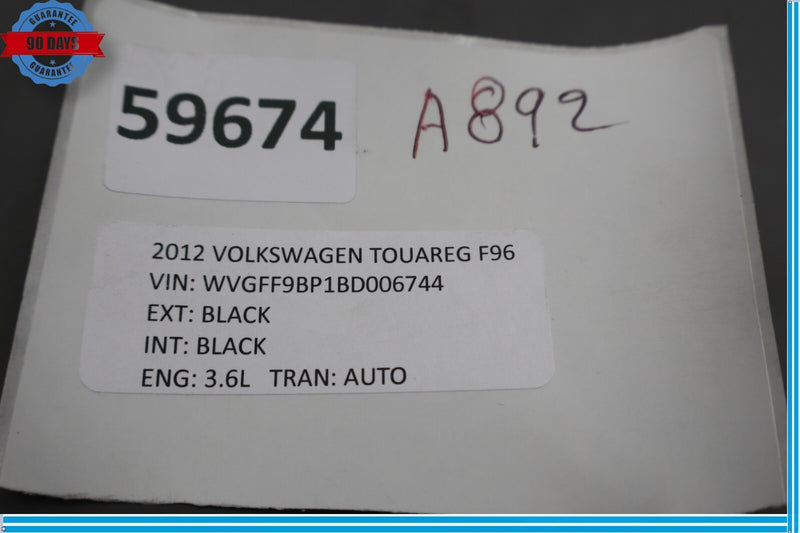 GUARANTEE
90 DAYS
GUARANTEE
59674
A892
2012 VOLKSWAGEN TOUAREG F96
VIN: WVGFF9BP1BD006744
EXT: BLACK
INT: BLACK
ENG: 3.6L TRAN: AUTO